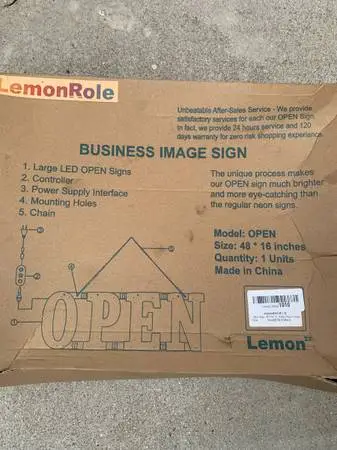 LemonRole
Unbeatable After-Sales Service - We provide
satisfactory services for each our OPEN Sign.
In fact, we provide 24 hours service and 120
days warranty for zero risk shopping experience.
BUSINESS IMAGE SIGN
1. Large LED OPEN Signs
2. Controller
3. Power Supply Interface
4. Mounting Holes
5. Chain
The unique process makes
our OPEN sign much brighter
and more eye-catching than
the regular neon signs.
Model: OPEN
Size: 48 * 16 inches
Quantity: 1 Units
Made in China
1010
OPEN
Lemon